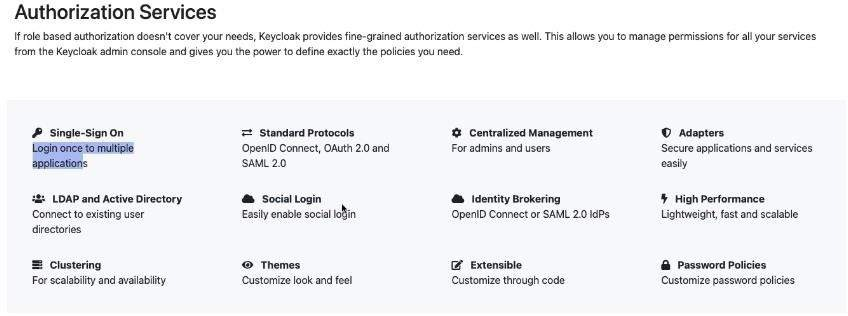 Authorization Services
If role based authorization doesn't cover your needs, Keycloak provides fine-grained authorization services as well. This allows you to manage permissions for all your services
from the Keycloak admin console and gives you the power to define exactly the policies you need.
Single-Sign On
Login once to multiple
applications
Standard Protocols
OpenID Connect, OAuth 2.0 and
SAML 2.0
Centralized Management
For admins and users
Adapters
Secure applications and services
easily
LDAP and Active Directory
Connect to existing user
directories
Social Login
Easily enable social login
Identity Brokering
OpenID Connect or SAML 2.0 IdPs
High Performance
Lightweight, fast and scalable
Clustering
For scalability and availability
Themes
Customize look and feel
Extensible
Customize through code
Password Policies
Customize password policies